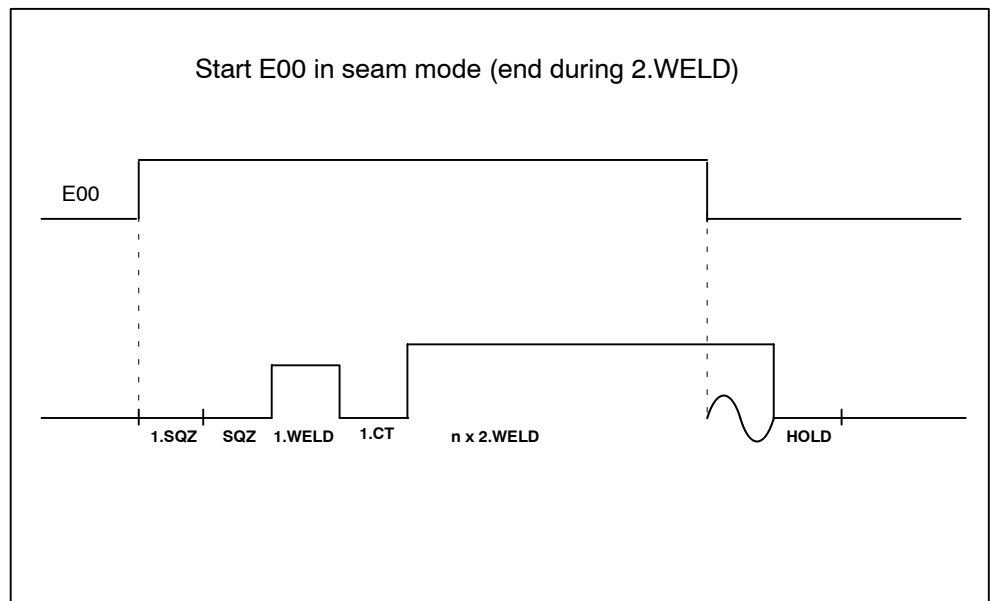 Start E00 in seam mode (end during 2.WELD)
E00
1.SQZ SQZ 1.WELD 1.CT n x 2.WELD HOLD